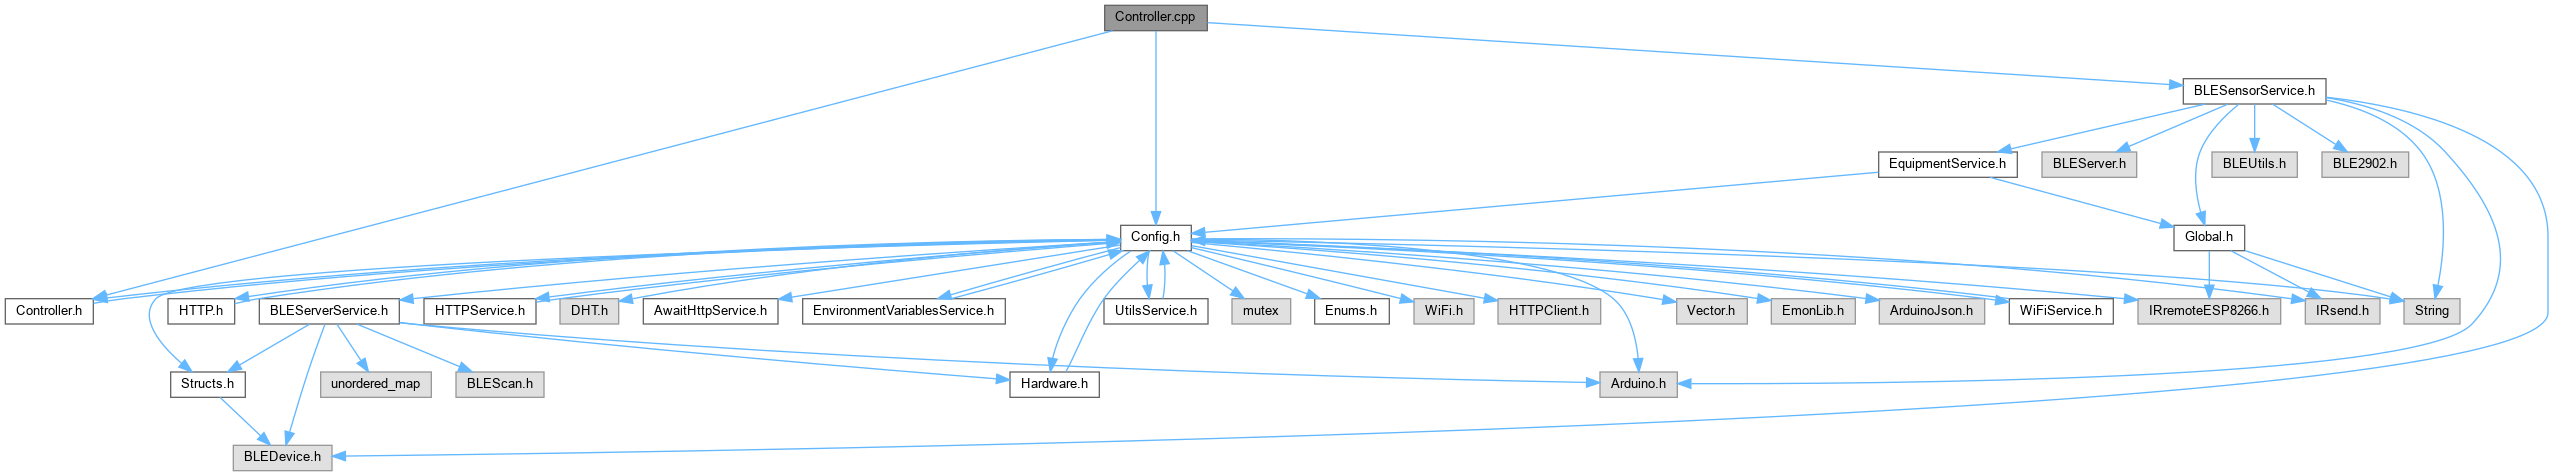 Controller.cpp
BLESensorService.h
EquipmentService.h
BLEServer.h
BLEUtils.h
BLE2902.h
Config.h
Global.h
Controller.h
HTTP.h
BLEServerService.h
HTTPService.h
DHT.h
AwaitHttpService.h
EnvironmentVariablesService.h
UtilsService.h
mutex
Enums.h
WiFi.h
HTTPClient.h
Vector.h
EmonLib.h
ArduinoJson.h
WiFiService.h
IRremoteESP8266.h
IRsend.h
String
Structs.h
unordered_map
BLEScan.h
Hardware.h
Arduino.h
BLEDevice.h